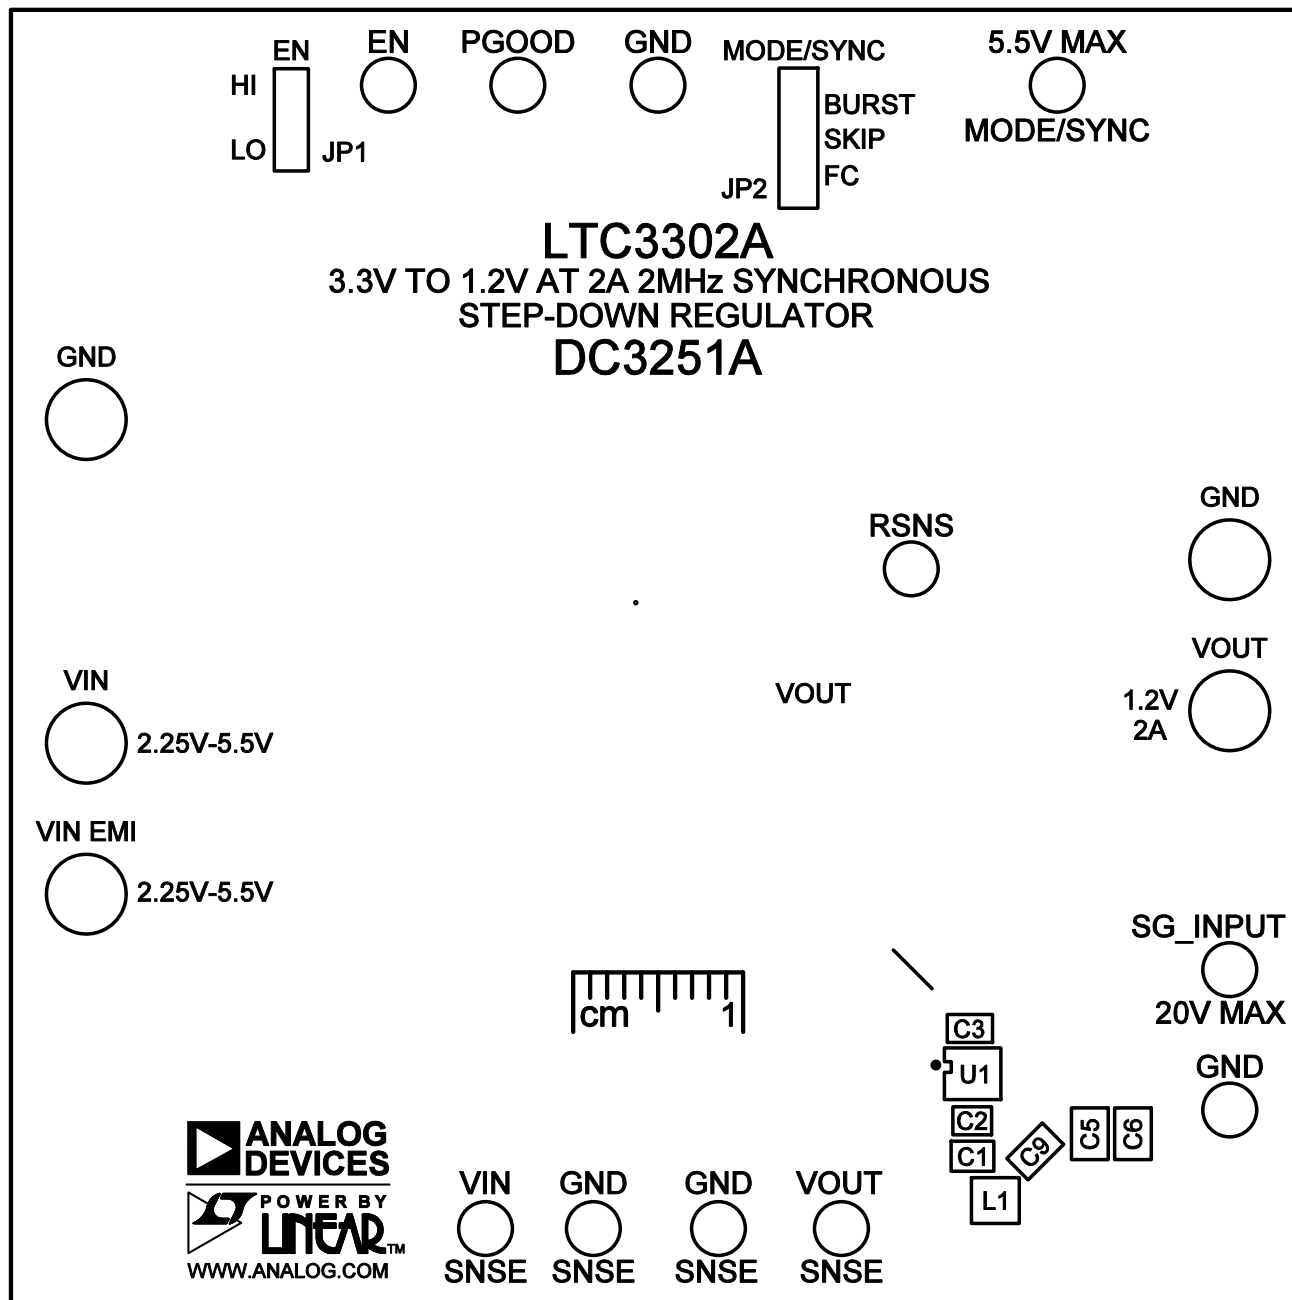 EN
HI
LO
JP1
EN
PGOOD
GND
MODE/SYNC
BURST
SKIP
FC
JP2
5.5V MAX
MODE/SYNC
LTC3302A
3.3V TO 1.2V AT 2A 2MHz SYNCHRONOUS
STEP-DOWN REGULATOR
DC3251A
GND
RSNS
GND
VOUT
1.2V
2A
VOUT
VIN
2.25V-5.5V
VIN EMI
2.25V-5.5V
SG_INPUT
20V MAX
GND
cm 1
C3
U1
C2
C1
C9
C5
C6
L1
ANALOG
DEVICES
POWER BY
LINEAR TM
WWW.ANALOG.COM
VIN
SNSE
GND
SNSE
GND
SNSE
VOUT
SNSE